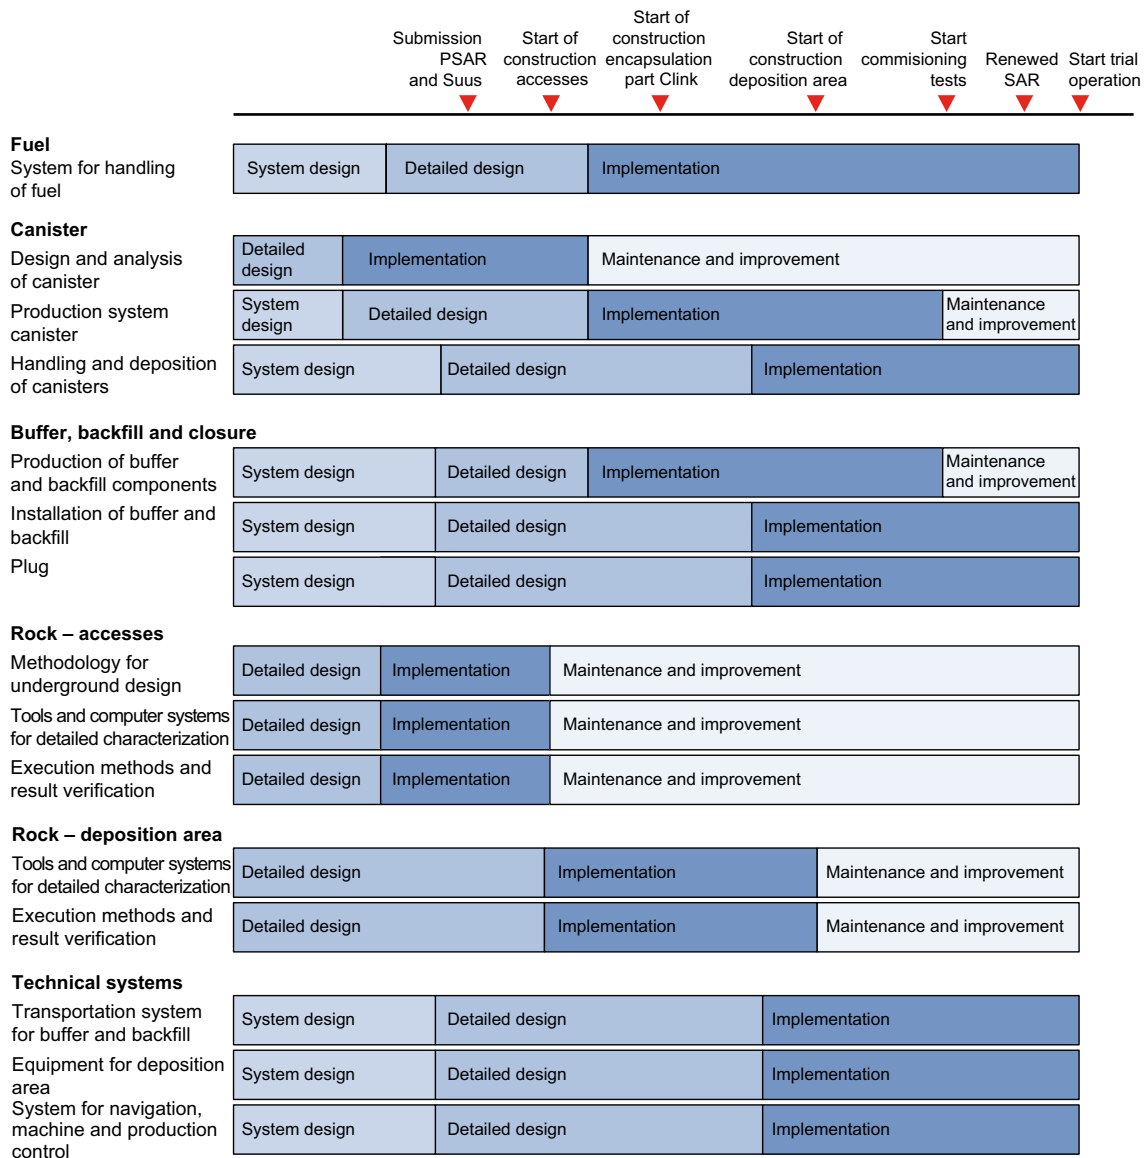 Submission
PSAR
and Suus
Start of
construction
accesses
Start of
construction
encapsulation
part Clink
Start of
construction
deposition area
Start
commisioning
tests
Renewed
SAR
Start trial
operation
Fuel
System for handling
of fuel
System design
Detailed design
Implementation
Canister
Design and analysis
of canister
Detailed
design
Implementation
Maintenance and improvement
Production system
canister
System
design
Detailed design
Implementation
Maintenance
and improvement
Handling and deposition
of canisters
System design
Detailed design
Implementation
Buffer, backfill and closure
Production of buffer
and backfill components
System design
Detailed design
Implementation
Maintenance
and improvement
Installation of buffer and
backfill
System design
Detailed design
Implementation
Plug
System design
Detailed design
Implementation
Rock – accesses
Methodology for
underground design
Detailed design
Implementation
Maintenance and improvement
Tools and computer systems
for detailed characterization
Detailed design
Implementation
Maintenance and improvement
Execution methods and
result verification
Detailed design
Implementation
Maintenance and improvement
Rock – deposition area
Tools and computer systems
for detailed characterization
Detailed design
Implementation
Maintenance and improvement
Execution methods and
result verification
Detailed design
Implementation
Maintenance and improvement
Technical systems
Transportation system
for buffer and backfill
System design
Detailed design
Implementation
Equipment for deposition
area
System design
Detailed design
Implementation
System for navigation,
machine and production
control
System design
Detailed design
Implementation